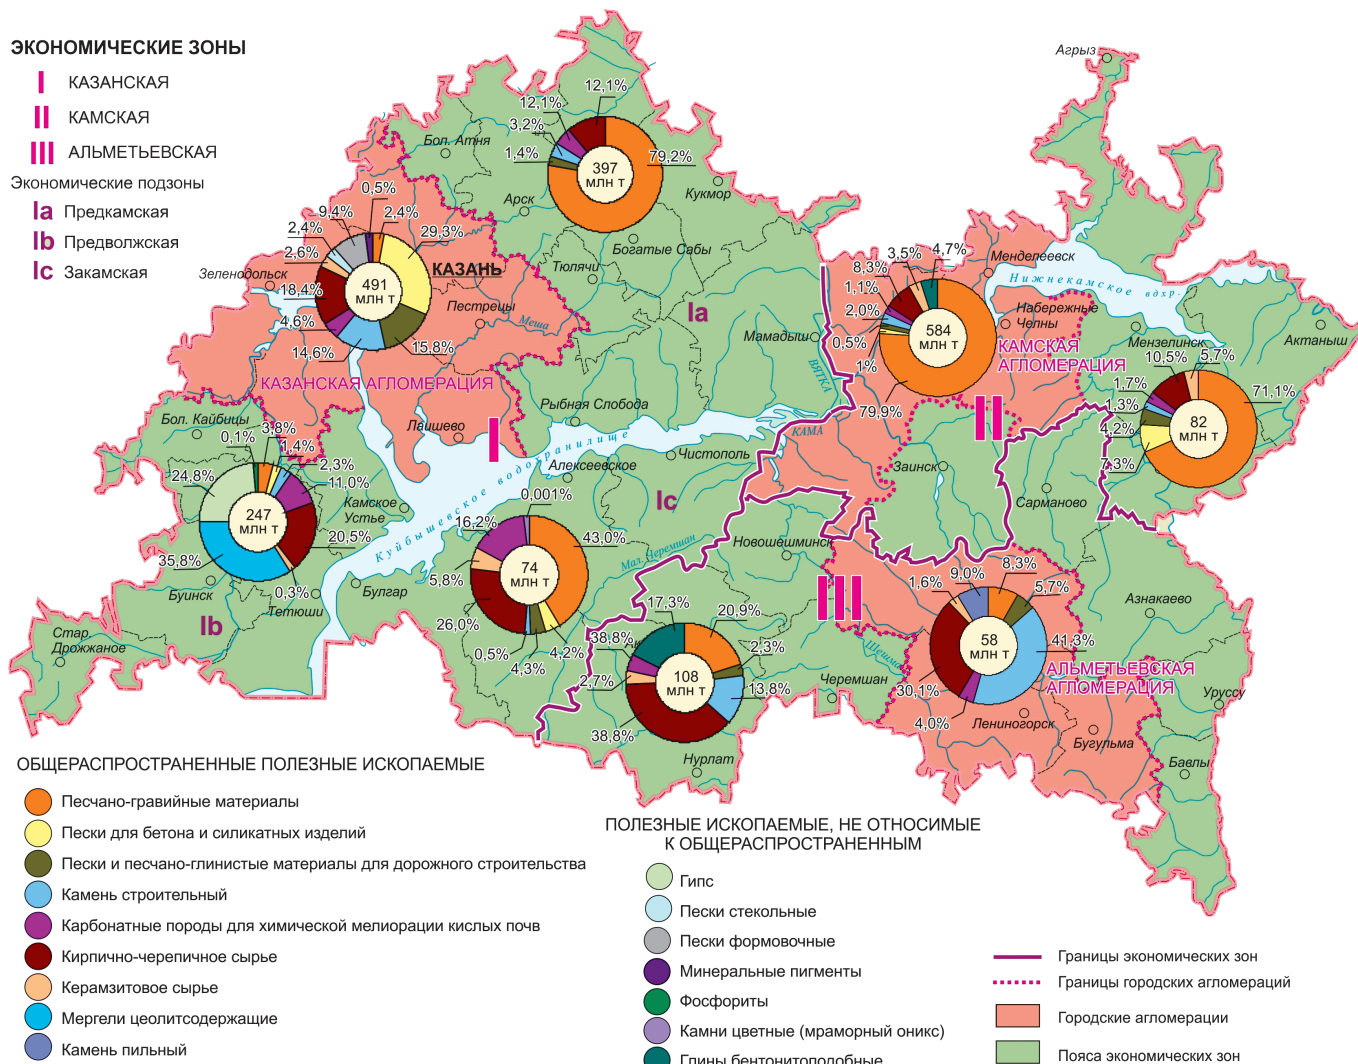 ЭКОНОМИЧЕСКИЕ ЗОНЫ
I КАЗАНСКАЯ
II КАМСКАЯ
III АЛЬМЕТЬЕВСКАЯ
Экономические подзоны
Ia Предкамская
Ib Предволжская
Ic Закамская
Агрыз
12,1%
12,1%
3,2%
1,4%
79,2%
397
млн т
Бол. Атня
Кукмор
Арск
Богатые Сабы
Тюлячи
0,5%
9,4%
2,4%
2,4%
29,3%
2,6%
Зеленодольск
КАЗАНЬ
18,4%
491
млн т
Пестрецы
Меша
4,6%
14,6%
15,8%
КАЗАНСКАЯ АГЛОМЕРАЦИЯ
Ia
Мамадыш
ВЯТКА
3,5%
4,7%
8,3%
1,1%
2,0%
0,5%
1%
79,9%
584
млн т
Менделеевск
Нижнекамское вдхр.
Набережные
Челны
КАМСКАЯ
АГЛОМЕРАЦИЯ
Мензелинск
Актаныш
10,5%
5,7%
1,7%
1,3%
4,2%
7,3%
71,1%
82
млн т
II
Бол. Кайбицы
Лаишево
I
Рыбная Слобода
КАМА
Куйбышевское водохранилище
Алексеевское
Чистополь
Заинск
Сарманово
0,1%
3,8%
1,4%
2,3%
11,0%
24,8%
247
млн т
20,5%
35,8%
0,3%
Камское
Устье
Буинск
Тетюши
Булгар
Ib
Стар.
Дрожжаное
Ic
0,001%
16,2%
43,0%
74
млн т
5,8%
26,0%
0,5%
4,3%
4,2%
Мал. Черемшан
Новошешминск
III
17,3%
20,9%
38,8%
2,3%
108
млн т
2,7%
13,8%
38,8%
Нурлат
Шешма
Черемшан
1,6%
9,0%
8,3%
5,7%
41,3%
58
млн т
30,1%
4,0%
АЛЬМЕТЬЕВСКАЯ
АГЛОМЕРАЦИЯ
Азнакаево
Лениногорск
Бугульма
Уруссу
Бавлы
ОБЩЕРАСПРОСТРАНЕННЫЕ ПОЛЕЗНЫЕ ИСКОПАЕМЫЕ
Песчано-гравийные материалы
Пески для бетона и силикатных изделий
Пески и песчано-глинистые материалы для дорожного строительства
Камень строительный
Карбонатные породы для химической мелиорации кислых почв
Кирпично-черепичное сырье
Керамзитовое сырье
Мергели цеолитсодержащие
Камень пильный
ПОЛЕЗНЫЕ ИСКОПАЕМЫЕ, НЕ ОТНОСИМЫЕ
К ОБЩЕРАСПРОСТРАНЕННЫМ
Гипс
Пески стекольные
Пески формовочные
Минеральные пигменты
Фосфориты
Камни цветные (мраморный оникс)
Глины бентонитоподобные
Границы экономических зон
Границы городских агломераций
Городские агломерации
Пояса экономических зон